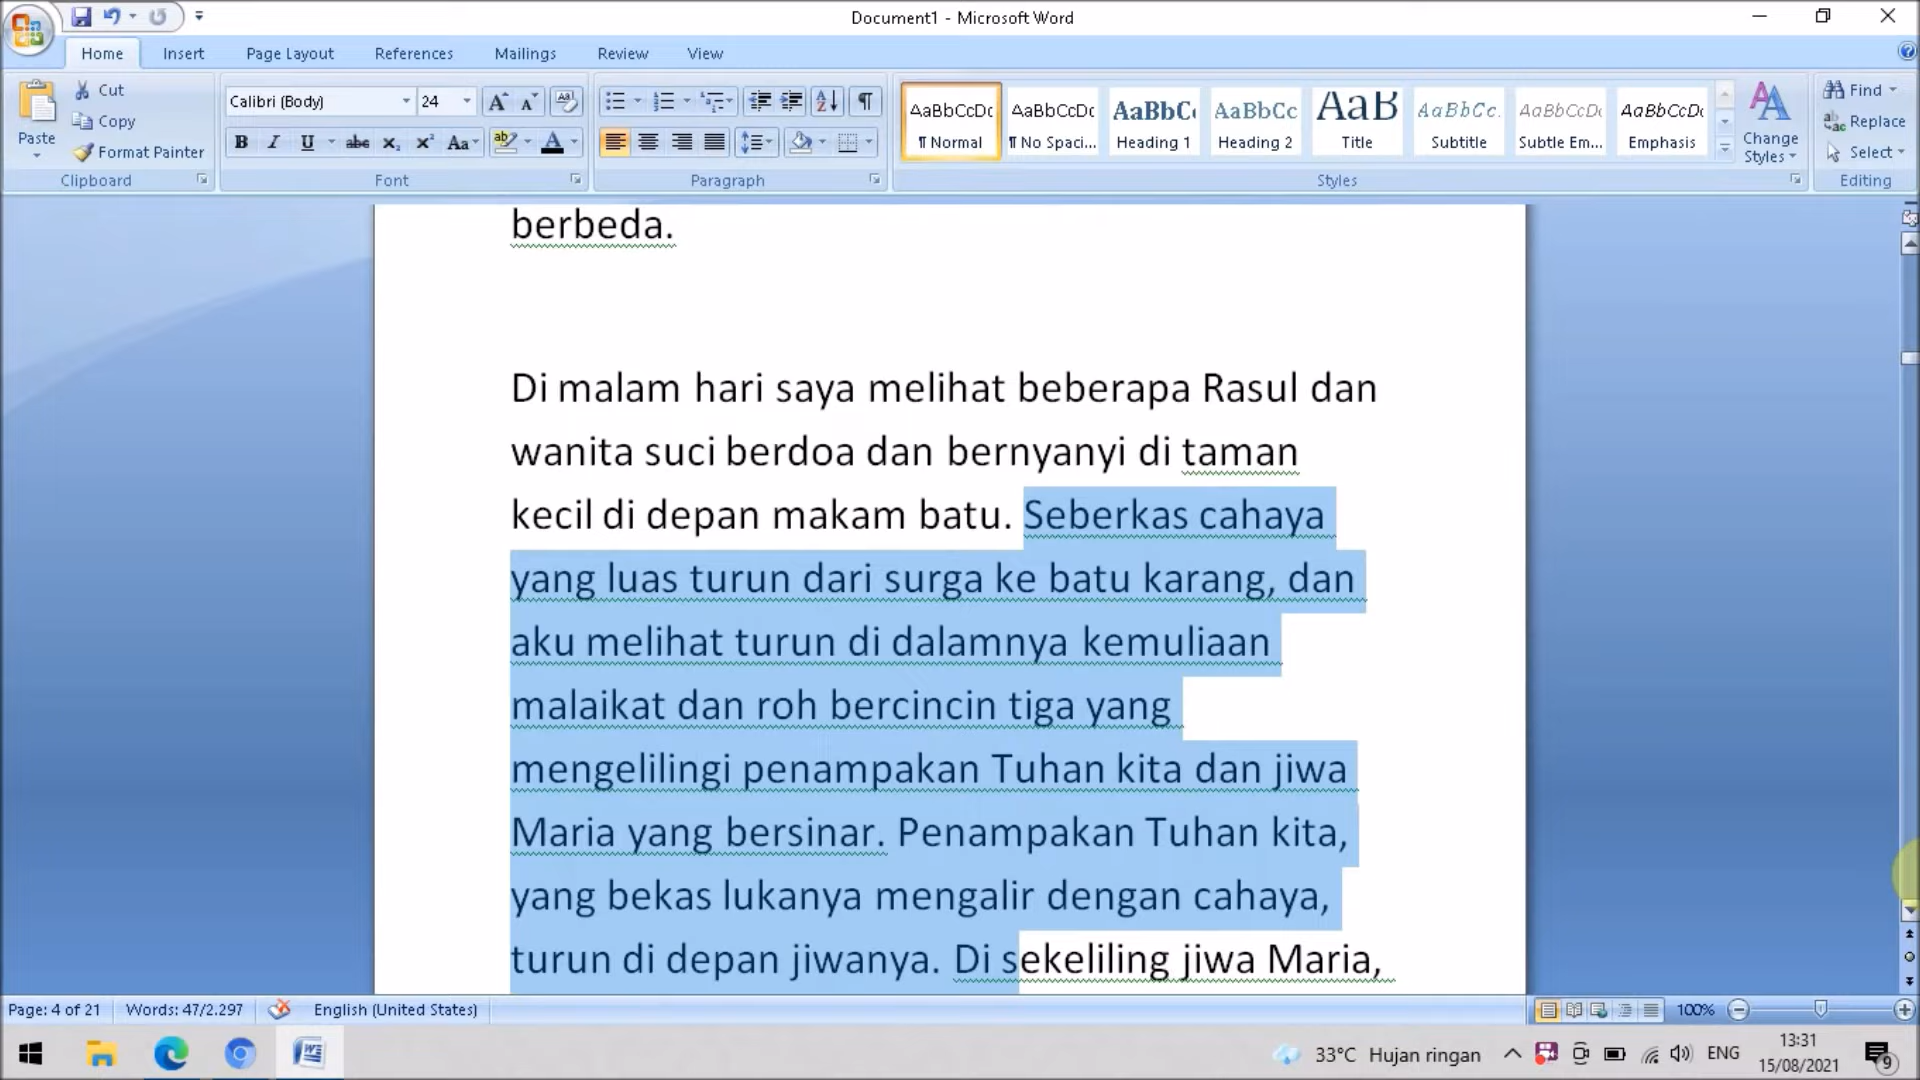 Document1 - Microsoft Word
Home Insert Page Layout References Mailings Review View
Paste
Cut
Copy
Format Painter
Clipboard
Calibri (Body) 24
B I U abc X₂ X² Aa
Font
Paragraph
AaBbCcDc AaBbCcDc AaBbC AaBbCc AaB AaBbCc. AaBbCcDc AaBbCcDc
¶ Normal ¶ No Spaci... Heading 1 Heading 2 Title Subtitle Subtle Em... Emphasis
Change
Styles
Styles
Find
Replace
Select
Editing
berbeda.
Di malam hari saya melihat beberapa Rasul dan
wanita suci berdoa dan bernyanyi di taman
kecil di depan makam batu. Seberkas cahaya
yang luas turun dari surga ke batu karang, dan
aku melihat turun di dalamnya kemuliaan
malaikat dan roh bercincin tiga yang
mengelilingi penampakan Tuhan kita dan jiwa
Maria yang bersinar. Penampakan Tuhan kita,
yang bekas lukanya mengalir dengan cahaya,
turun di depan jiwanya. Di sekeliling jiwa Maria,
Page: 4 of 21 Words: 47/2.297 English (United States) 100%
33°C Hujan ringan ENG
13:31
15/08/2021
9